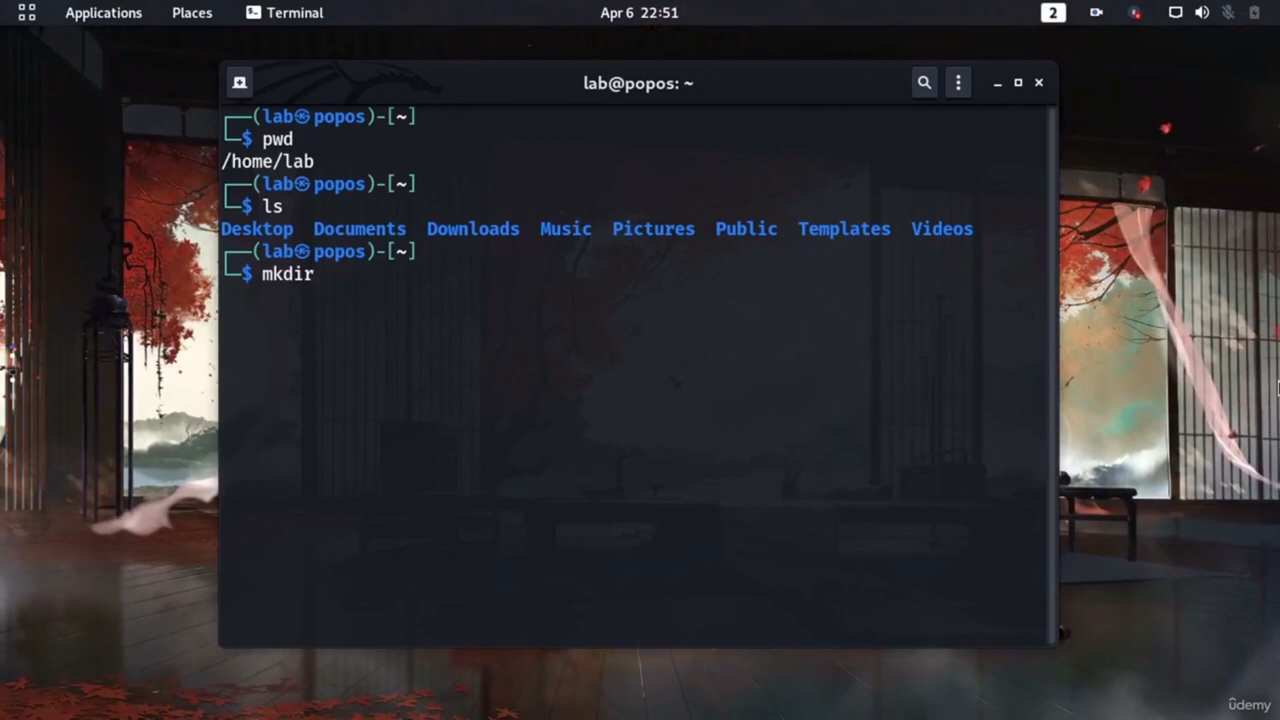 Applications Places Terminal Apr 6 22:51 2
lab@popos: ~
┌──(lab㉿popos)-[~]
└─$ pwd
/home/lab
┌──(lab㉿popos)-[~]
└─$ ls
Desktop Documents Downloads Music Pictures Public Templates Videos
┌──(lab㉿popos)-[~]
└─$ mkdir
ûdemy